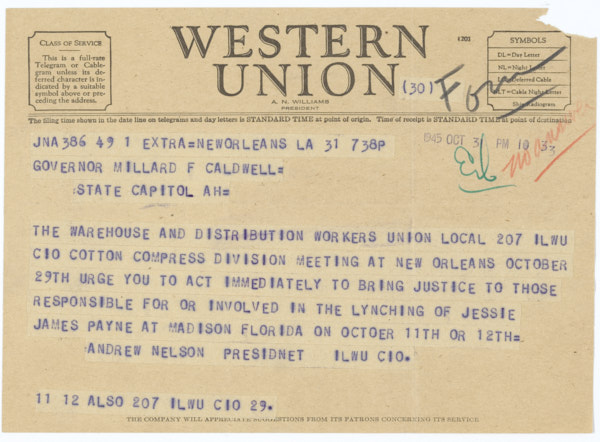 CLASS OF SERVICE
This is a full-rate
Telegram or Cable-
gram unless its de-
ferred character is in-
dicated by a suitable
symbol above or pre-
ceding the address.
WESTERN
UNION
1201
A. N. WILLIAMS
PRESIDENT
(30)
SYMBOLS
DL=Day Letter
NL=Night Letter
LC=Deferred Cable
NLT=Cable Night Letter
Ship Radiogram
The filing time shown in the date line on telegrams and day letters is STANDARD TIME at point of origin. Time of receipt is STANDARD TIME at point of destination
JNA386 49 1 EXTRA=NEWORLEANS LA 31 738P
1945 OCT 31 PM 10 33
GOVERNOR MILLARD F CALDWELL=
:STATE CAPITOL AH=
THE WAREHOUSE AND DISTRIBUTION WORKERS UNION LOCAL 207 ILWU
CIO COTTON COMPRESS DIVISION MEETING AT NEW ORLEANS OCTOBER
29TH URGE YOU TO ACT IMMEDIATELY TO BRING JUSTICE TO THOSE
RESPONSIBLE FOR OR INVOLVED IN THE LYNCHING OF JESSIE
JAMES PAYNE AT MADISON FLORIDA ON OCTOER 11TH OR 12TH=
:ANDREW NELSON PRESIDNET ILWU CIO.
11 12 ALSO 207 ILWU CIO 29.
THE COMPANY WILL APPRECIATE SUGGESTIONS FROM ITS PATRONS CONCERNING ITS SERVICE